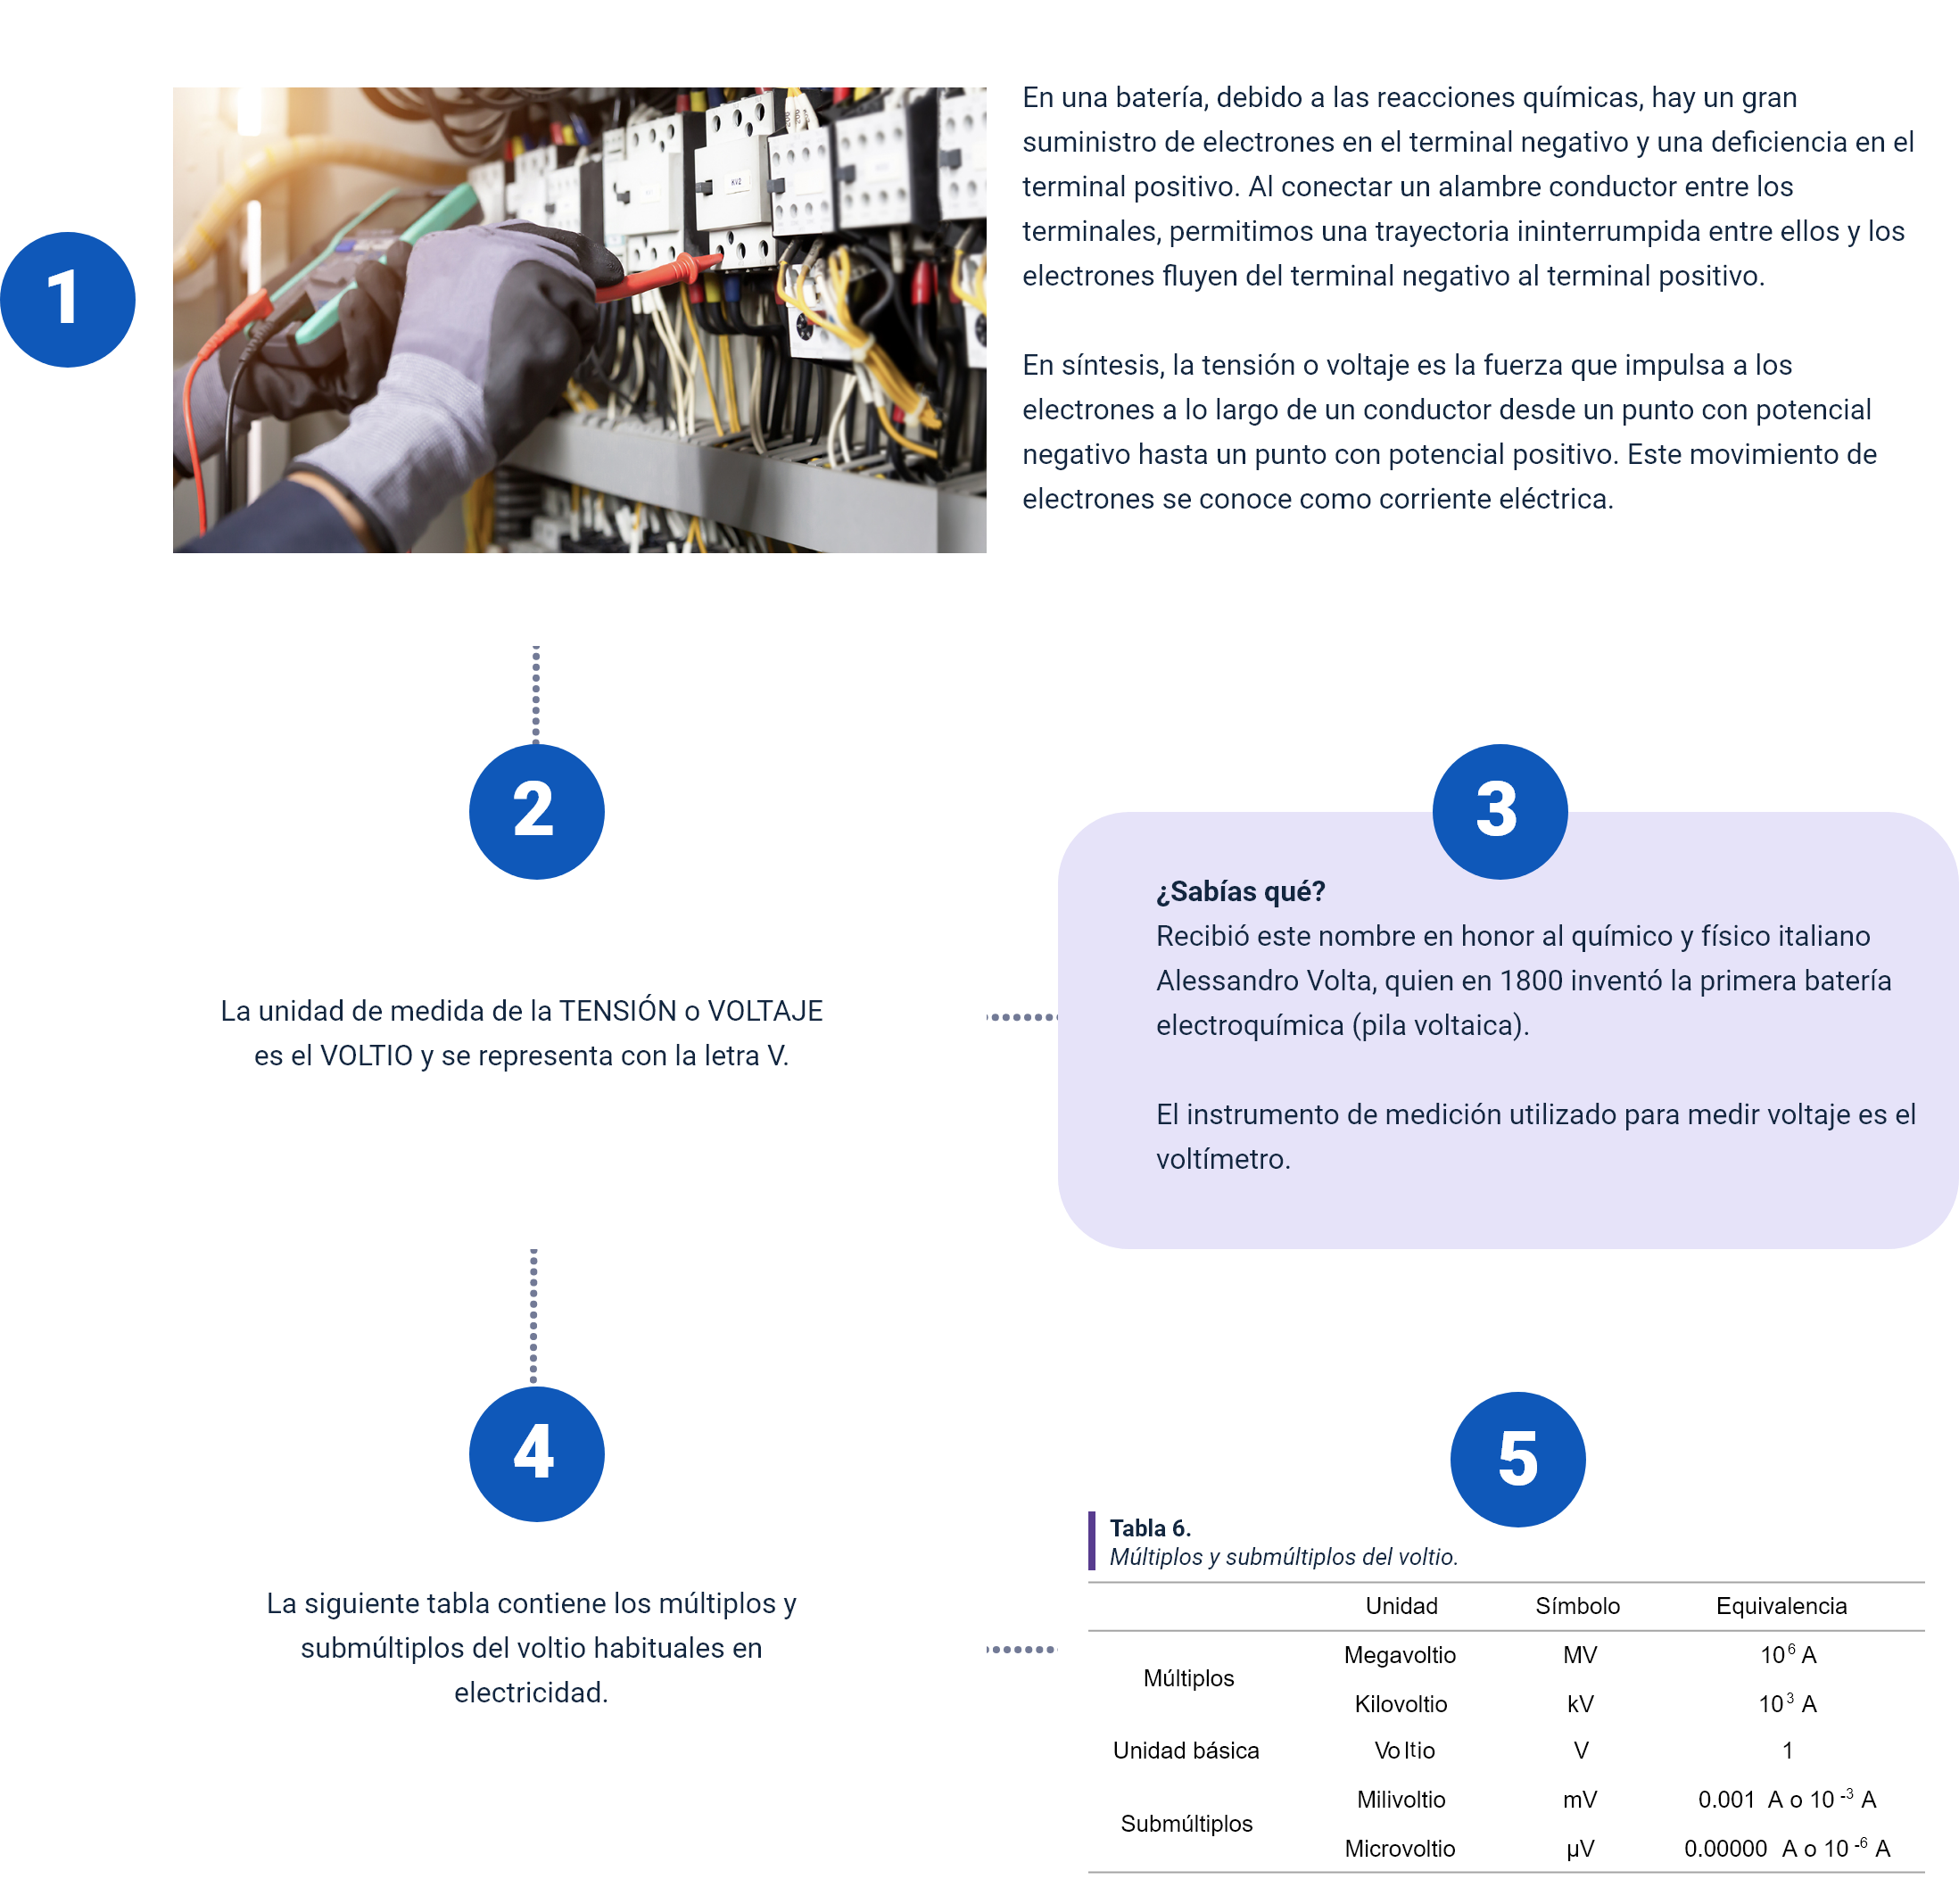 1
En una batería, debido a las reacciones químicas, hay un gran
suministro de electrones en el terminal negativo y una deficiencia en el
terminal positivo. Al conectar un alambre conductor entre los
terminales, permitimos una trayectoria ininterrumpida entre ellos y los
electrones fluyen del terminal negativo al terminal positivo.
En síntesis, la tensión o voltaje es la fuerza que impulsa a los
electrones a lo largo de un conductor desde un punto con potencial
negativo hasta un punto con potencial positivo. Este movimiento de
electrones se conoce como corriente eléctrica.
KV2
2
La unidad de medida de la TENSIÓN o VOLTAJE
es el VOLTIO y se representa con la letra V.
3
¿Sabías qué?
Recibió este nombre en honor al químico y físico italiano
Alessandro Volta, quien en 1800 inventó la primera batería
electroquímica (pila voltaica).
El instrumento de medición utilizado para medir voltaje es el
voltímetro.
4
La siguiente tabla contiene los múltiplos y
submúltiplos del voltio habituales en
electricidad.
5
Tabla 6.
Múltiplos y submúltiplos del voltio.
Unidad Símbolo Equivalencia
Múltiplos
Megavoltio MV 10⁶ A
Kilovoltio kV 10³ A
Unidad básica Voltio V 1
Submúltiplos
Milivoltio mV 0.001 A o 10⁻³ A
Microvoltio µV 0.00000 A o 10⁻⁶ A